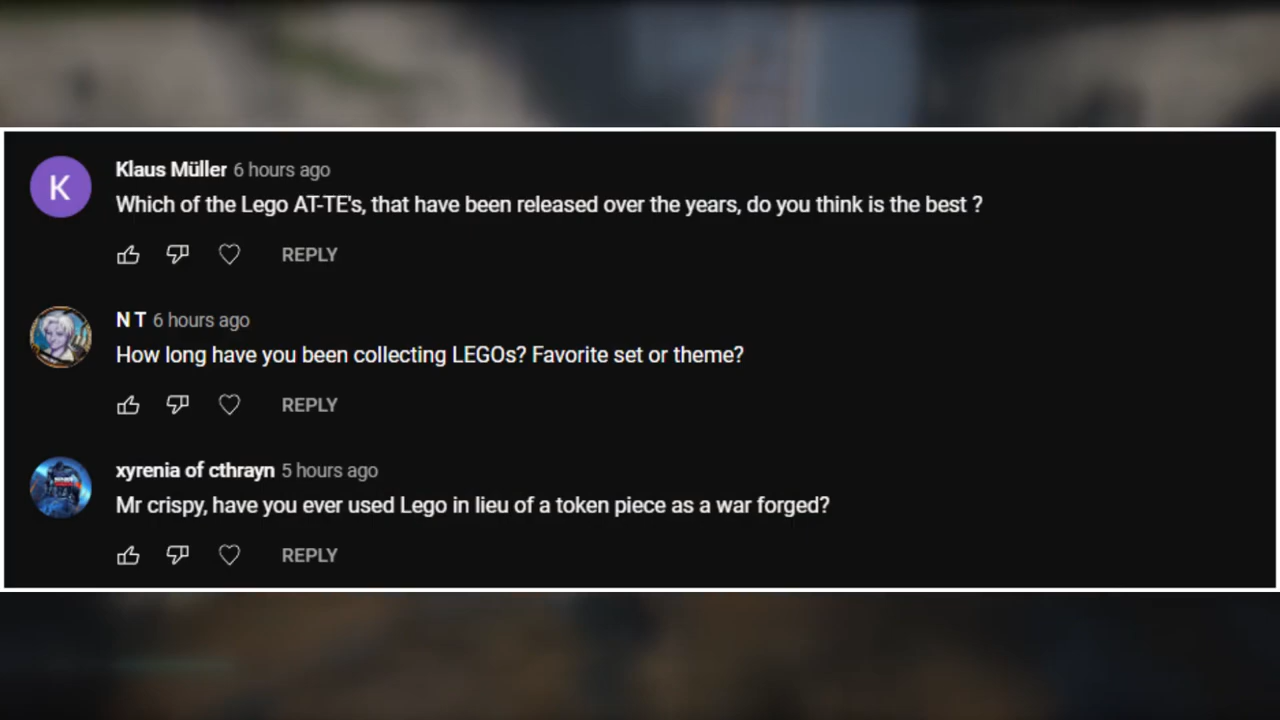 K
Klaus Müller 6 hours ago
Which of the Lego AT-TE's, that have been released over the years, do you think is the best ?
REPLY
N T 6 hours ago
How long have you been collecting LEGOs? Favorite set or theme?
REPLY
xyrenia of cthrayn 5 hours ago
Mr crispy, have you ever used Lego in lieu of a token piece as a war forged?
REPLY